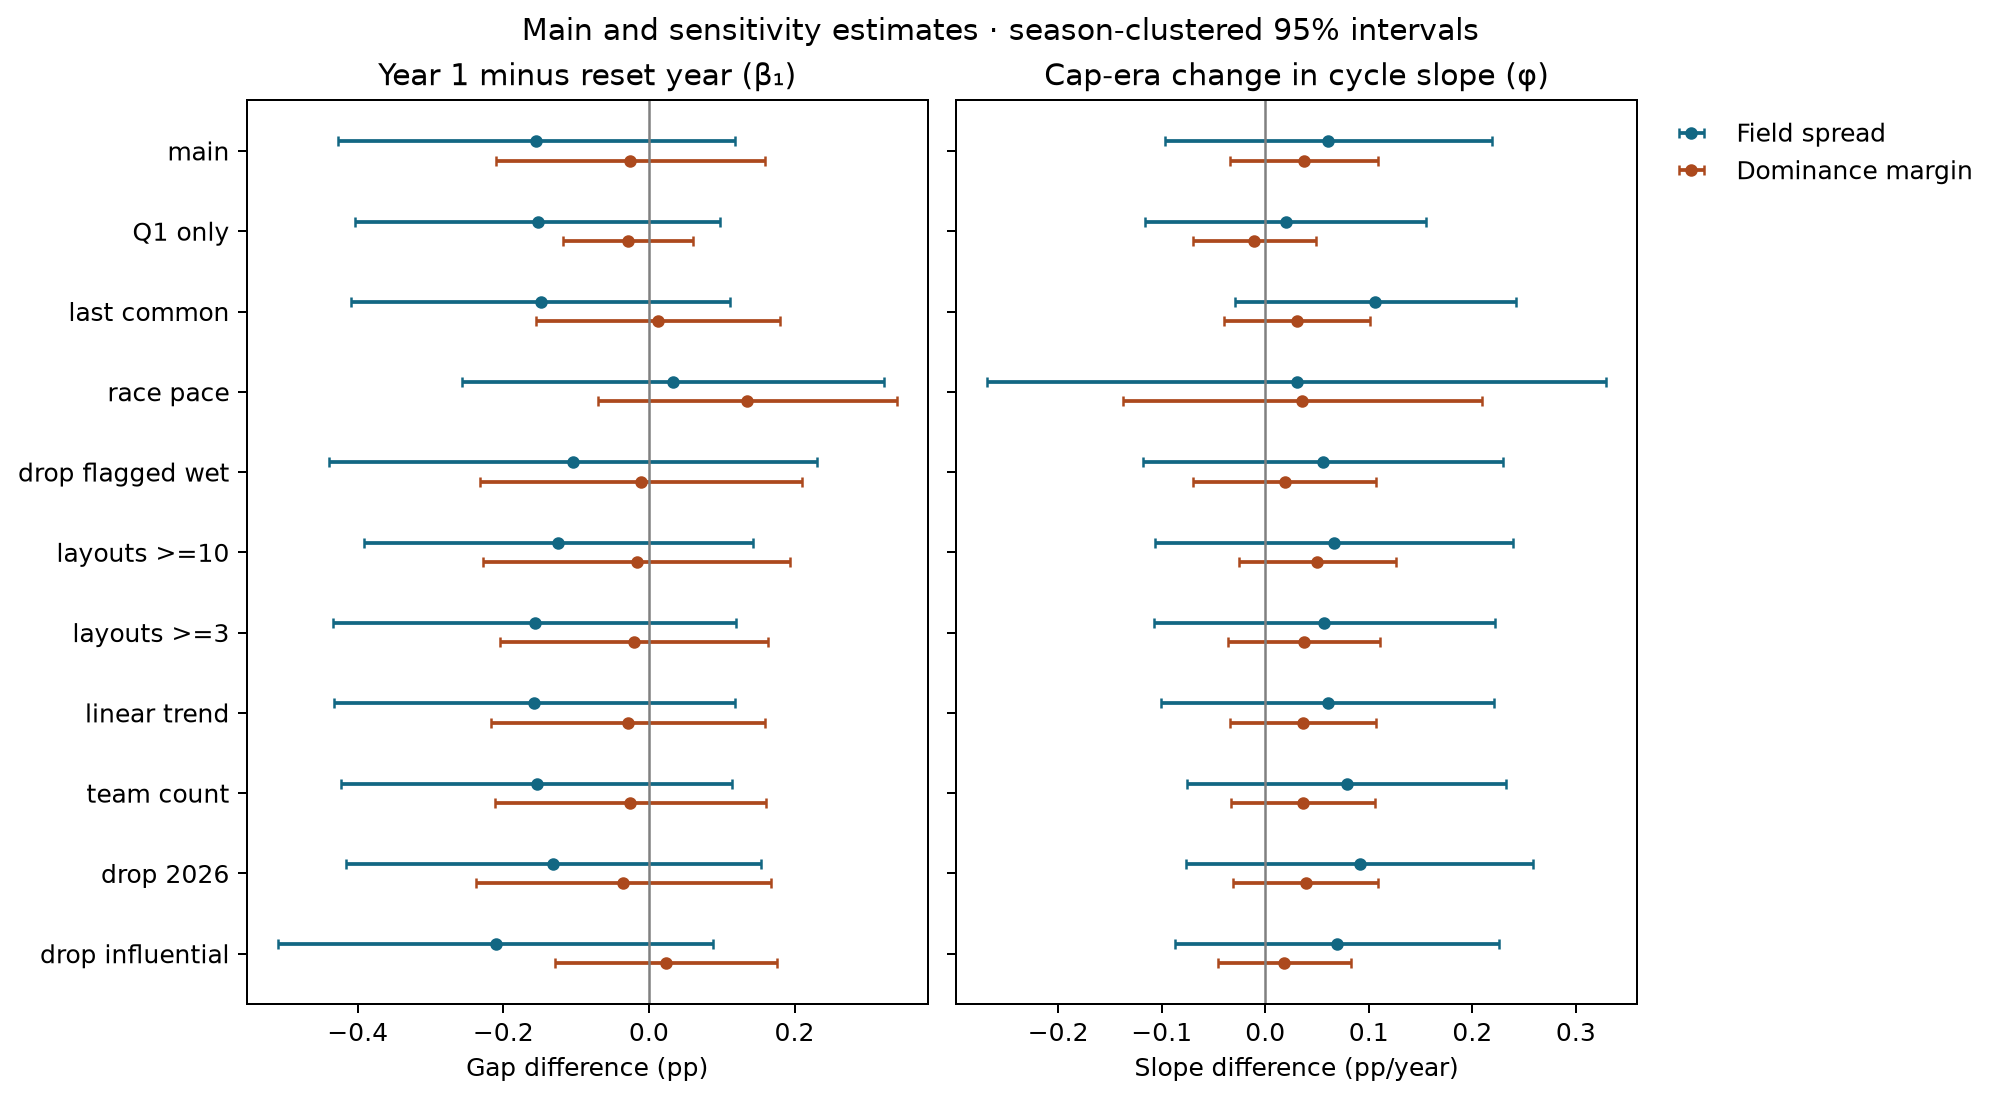 Main and sensitivity estimates · season-clustered 95% intervals
Year 1 minus reset year (β₁)
Cap-era change in cycle slope (φ)
Field spread
Dominance margin
main
Q1 only
last common
race pace
drop flagged wet
layouts >=10
layouts >=3
linear trend
team count
drop 2026
drop influential
−0.4 −0.2 0.0 0.2
−0.2 −0.1 0.0 0.1 0.2 0.3
Gap difference (pp)
Slope difference (pp/year)